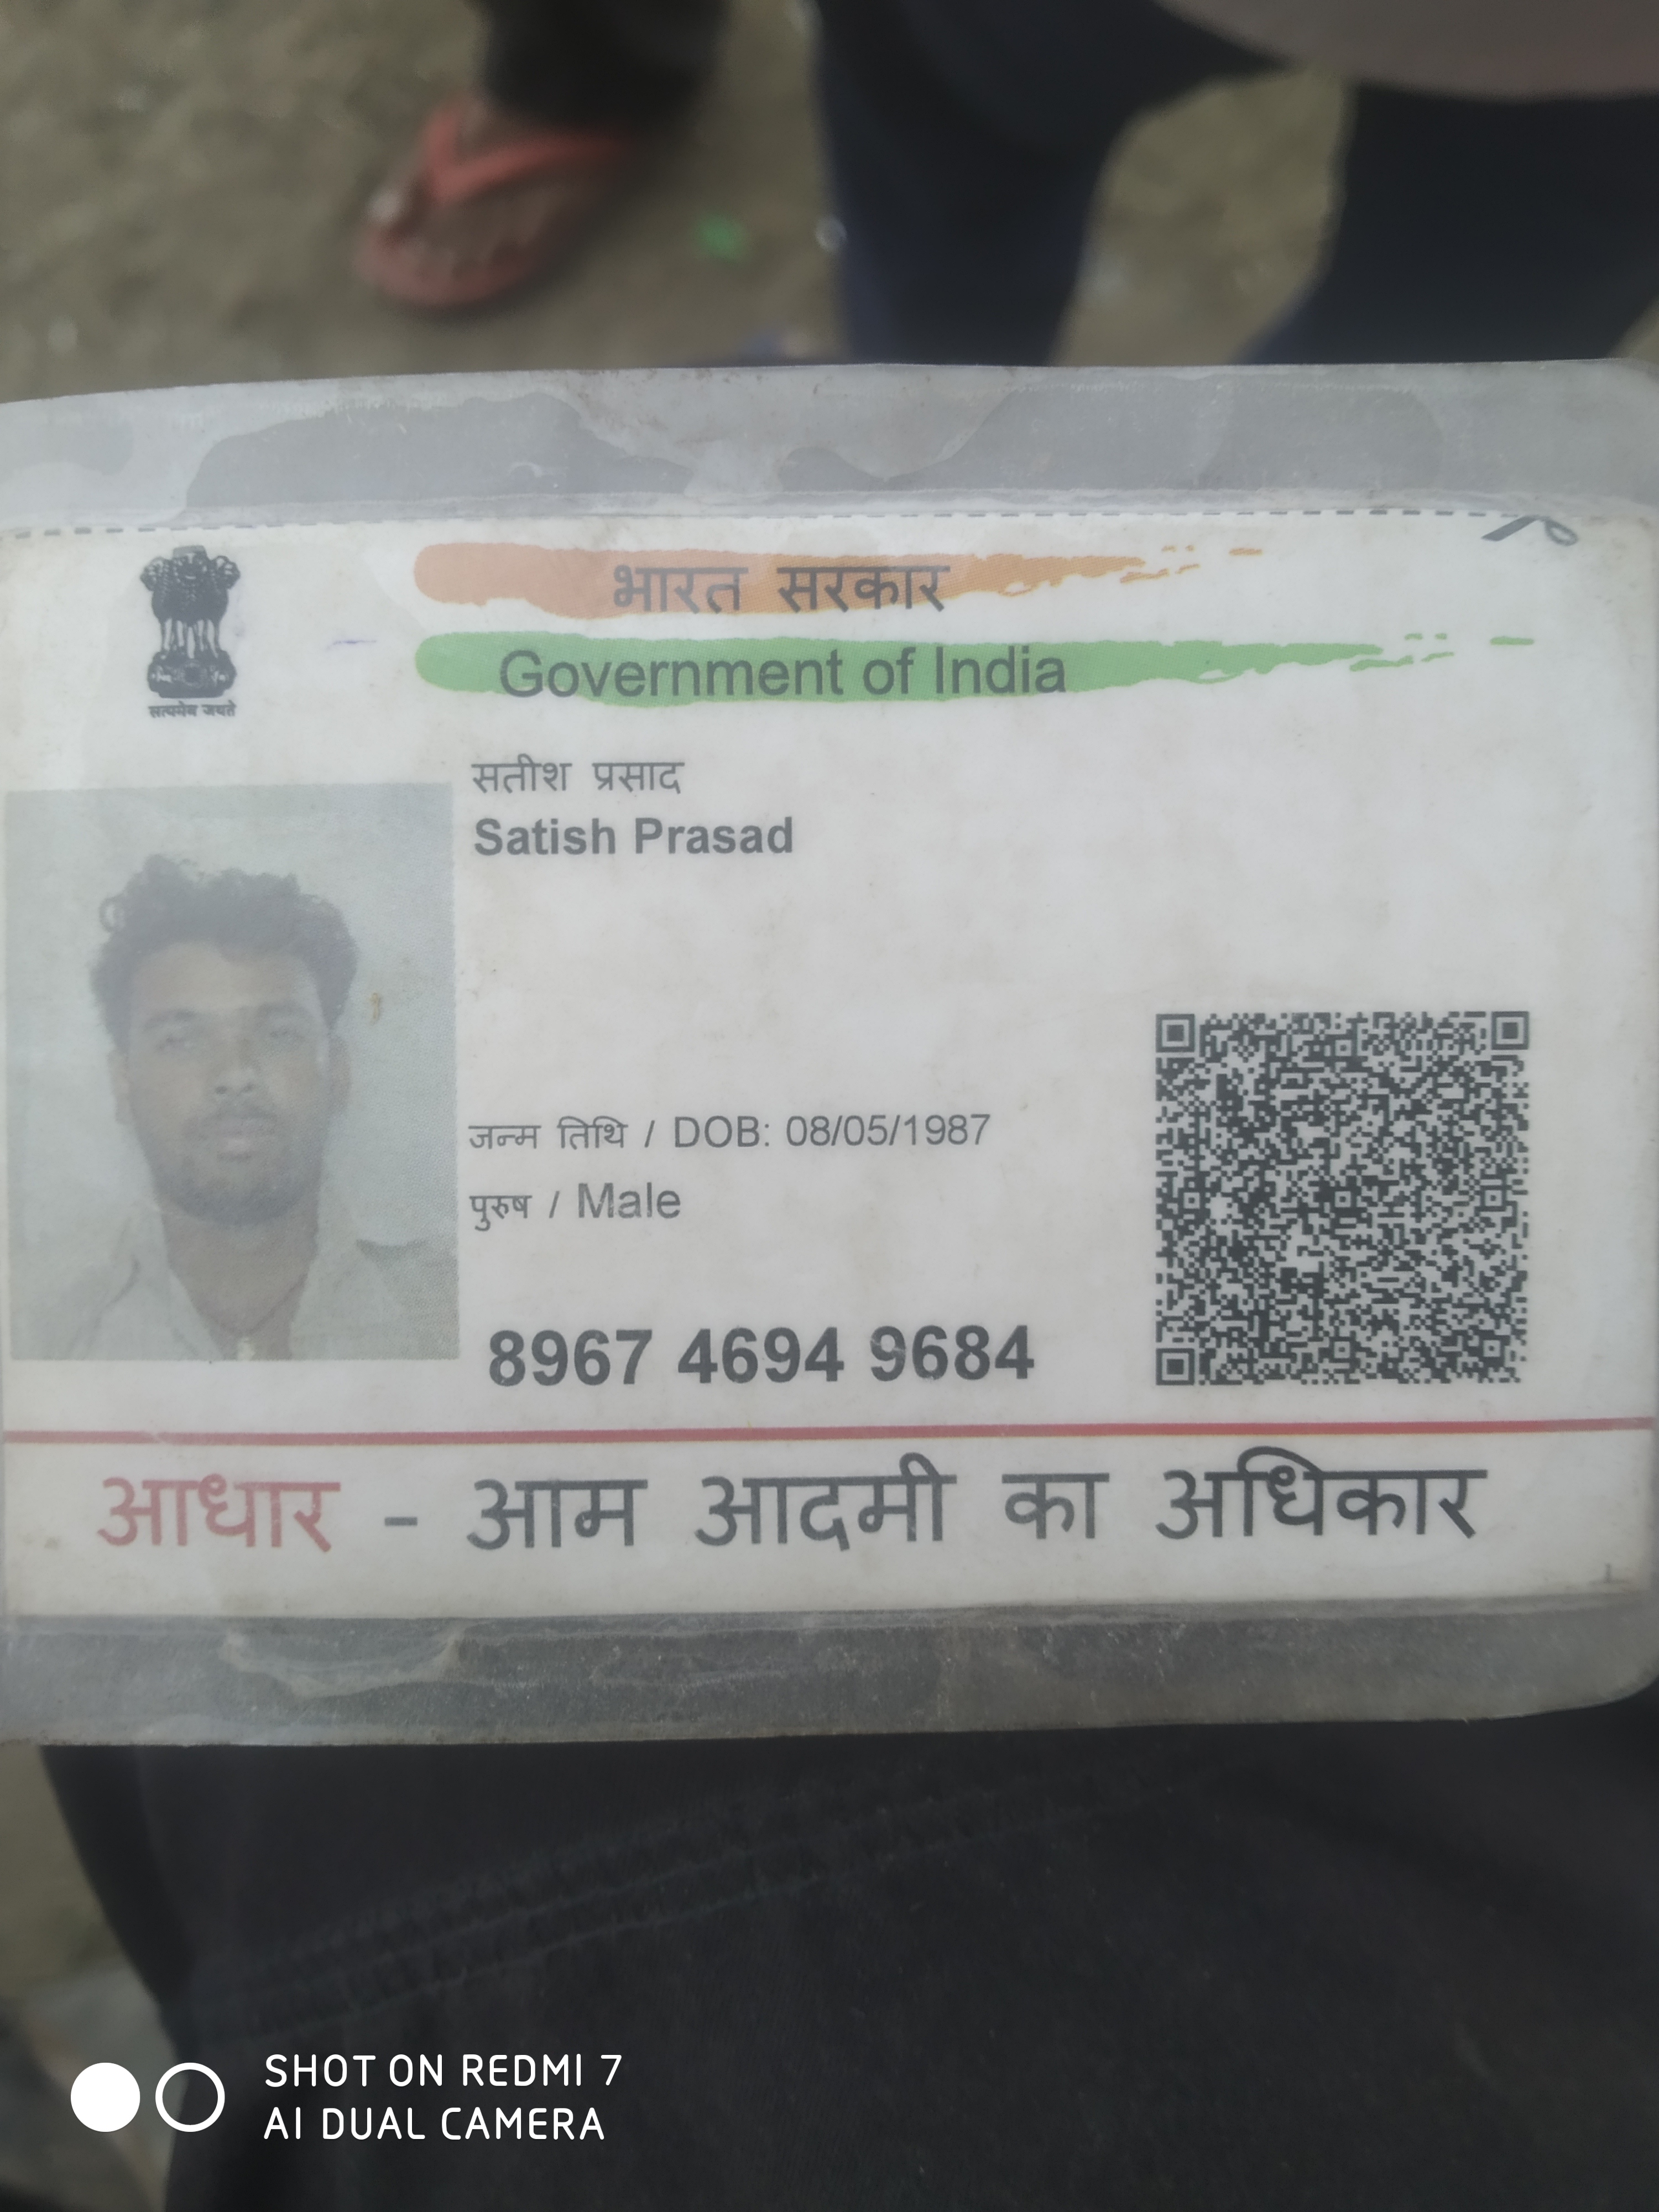 भारत सरकार
Government of India
सत्यमेव जयते
सतीश प्रसाद
Satish Prasad
जन्म तिथि / DOB: 08/05/1987
पुरुष / Male
8967 4694 9684
आधार - आम आदमी का अधिकार
SHOT ON REDMI 7
AI DUAL CAMERA